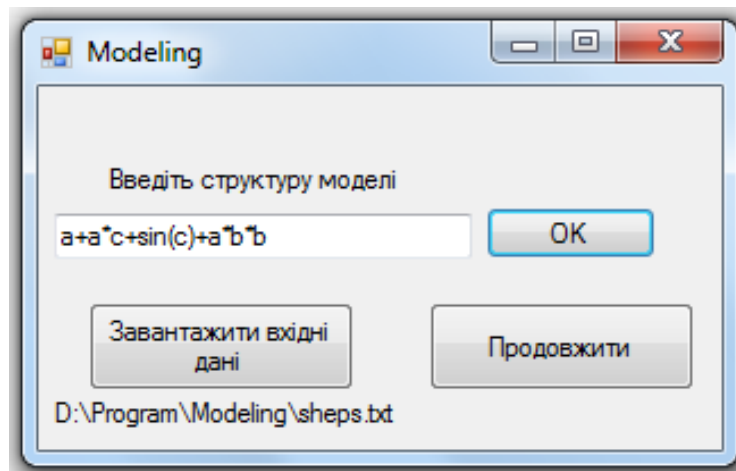 Modeling
Введіть структуру моделі
a+a*c+sin(c)+a*b*b
OK
Завантажити вхідні
дані
Продовжити
D:\Program\Modeling\sheps.txt